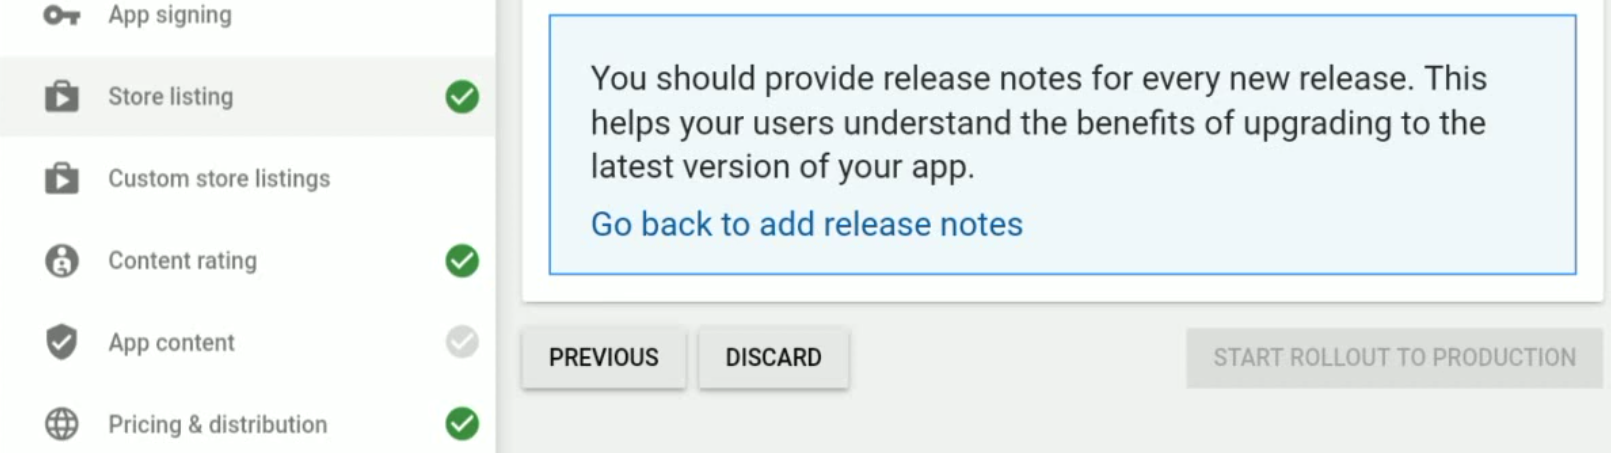 App signing
Store listing
Custom store listings
Content rating
App content
Pricing & distribution
You should provide release notes for every new release. This
helps your users understand the benefits of upgrading to the
latest version of your app.
Go back to add release notes
PREVIOUS
DISCARD
START ROLLOUT TO PRODUCTION